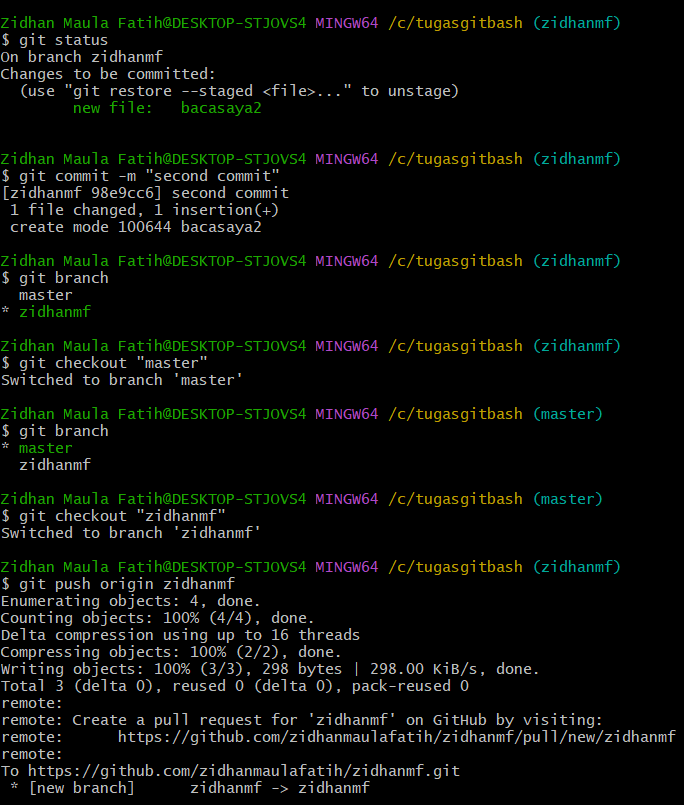 Zidhan Maula Fatih@DESKTOP-STJOVS4 MINGW64 /c/tugasgitbash (zidhanmf)
$ git status
On branch zidhanmf
Changes to be committed:
  (use "git restore --staged <file>..." to unstage)
        new file:   bacasaya2
Zidhan Maula Fatih@DESKTOP-STJOVS4 MINGW64 /c/tugasgitbash (zidhanmf)
$ git commit -m "second commit"
[zidhanmf 98e9cc6] second commit
 1 file changed, 1 insertion(+)
 create mode 100644 bacasaya2
Zidhan Maula Fatih@DESKTOP-STJOVS4 MINGW64 /c/tugasgitbash (zidhanmf)
$ git branch
  master
* zidhanmf
Zidhan Maula Fatih@DESKTOP-STJOVS4 MINGW64 /c/tugasgitbash (zidhanmf)
$ git checkout "master"
Switched to branch 'master'
Zidhan Maula Fatih@DESKTOP-STJOVS4 MINGW64 /c/tugasgitbash (master)
$ git branch
* master
  zidhanmf
Zidhan Maula Fatih@DESKTOP-STJOVS4 MINGW64 /c/tugasgitbash (master)
$ git checkout "zidhanmf"
Switched to branch 'zidhanmf'
Zidhan Maula Fatih@DESKTOP-STJOVS4 MINGW64 /c/tugasgitbash (zidhanmf)
$ git push origin zidhanmf
Enumerating objects: 4, done.
Counting objects: 100% (4/4), done.
Delta compression using up to 16 threads
Compressing objects: 100% (2/2), done.
Writing objects: 100% (3/3), 298 bytes | 298.00 KiB/s, done.
Total 3 (delta 0), reused 0 (delta 0), pack-reused 0
remote:
remote: Create a pull request for 'zidhanmf' on GitHub by visiting:
remote:      https://github.com/zidhanmaulafatih/zidhanmf/pull/new/zidhanmf
remote:
To https://github.com/zidhanmaulafatih/zidhanmf.git
 * [new branch]      zidhanmf -> zidhanmf